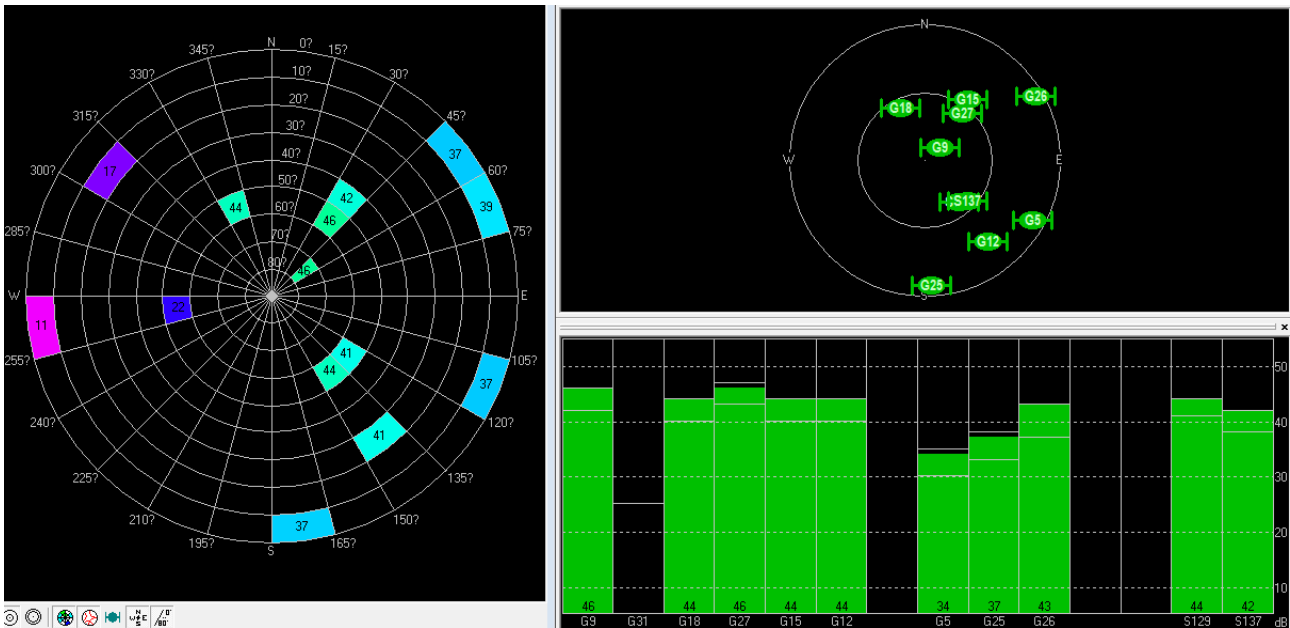 N 0? 15?
345? 30?
330? 10? 45?
315? 20? 37 60?
300? 17 30? 39 75?
40?
50? 42
44 60? 46
285? 70?
80? 46
W 22 E
11 41
255? 44 37 105?
240? 41 120?
225? 135?
210? 37 150?
195? S 165?
N
G18 G15 G26
G27
G9
W E
S137
G5
G12
G25
S
50
40
30
20
10
46 44 46 44 44 34 37 43 44 42
G9 G31 G18 G27 G15 G12 G5 G25 G26 S129 S137 dB